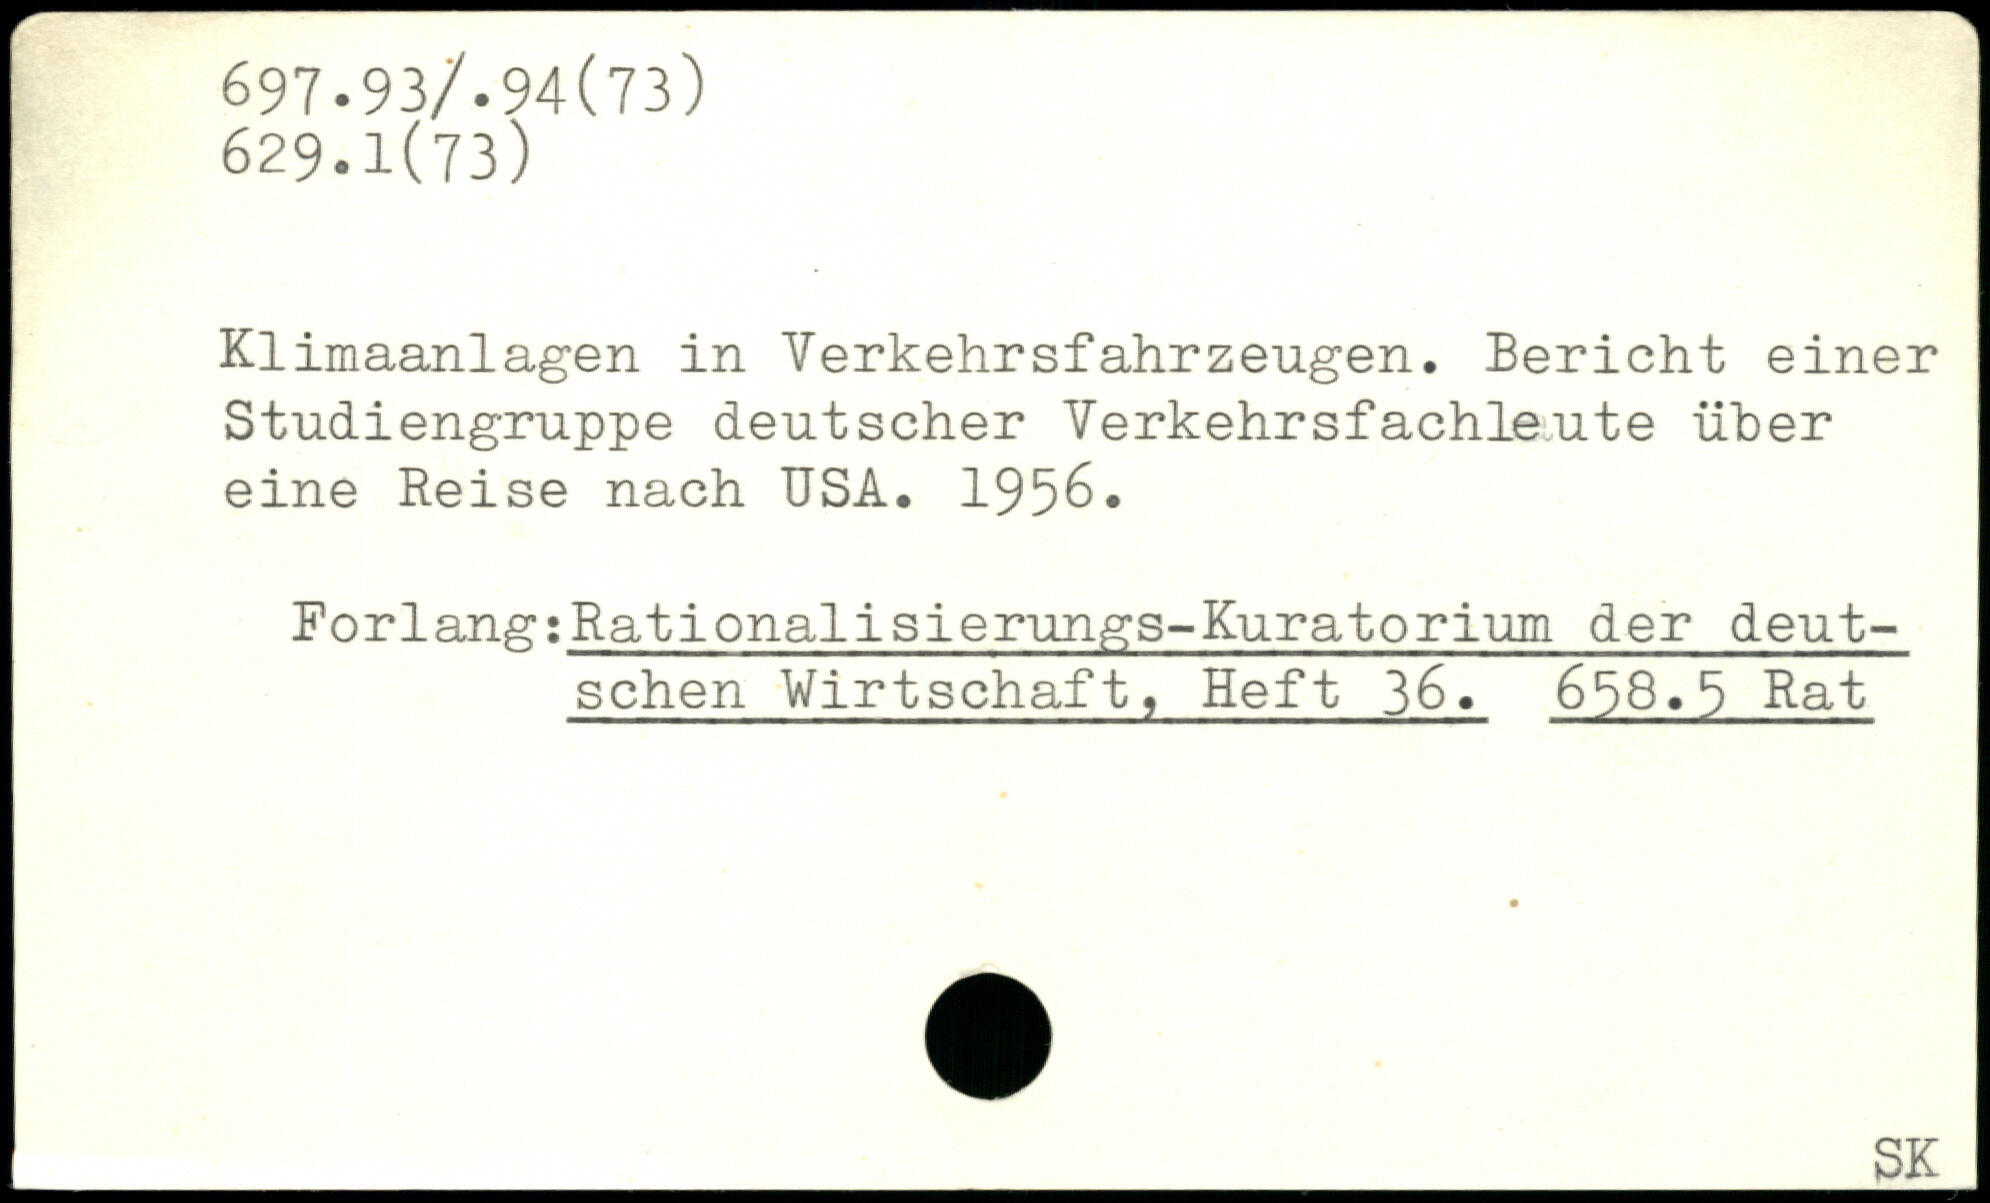 697.93/.94(73)
629.1(73)
Klimaanlagen in Verkehrsfahrzeugen. Bericht einer
Studiengruppe deutscher Verkehrsfachleute über
eine Reise nach USA. 1956.
Forlang:Rationalisierungs-Kuratorium der deut-
schen Wirtschaft, Heft 36. 658.5 Rat
SK